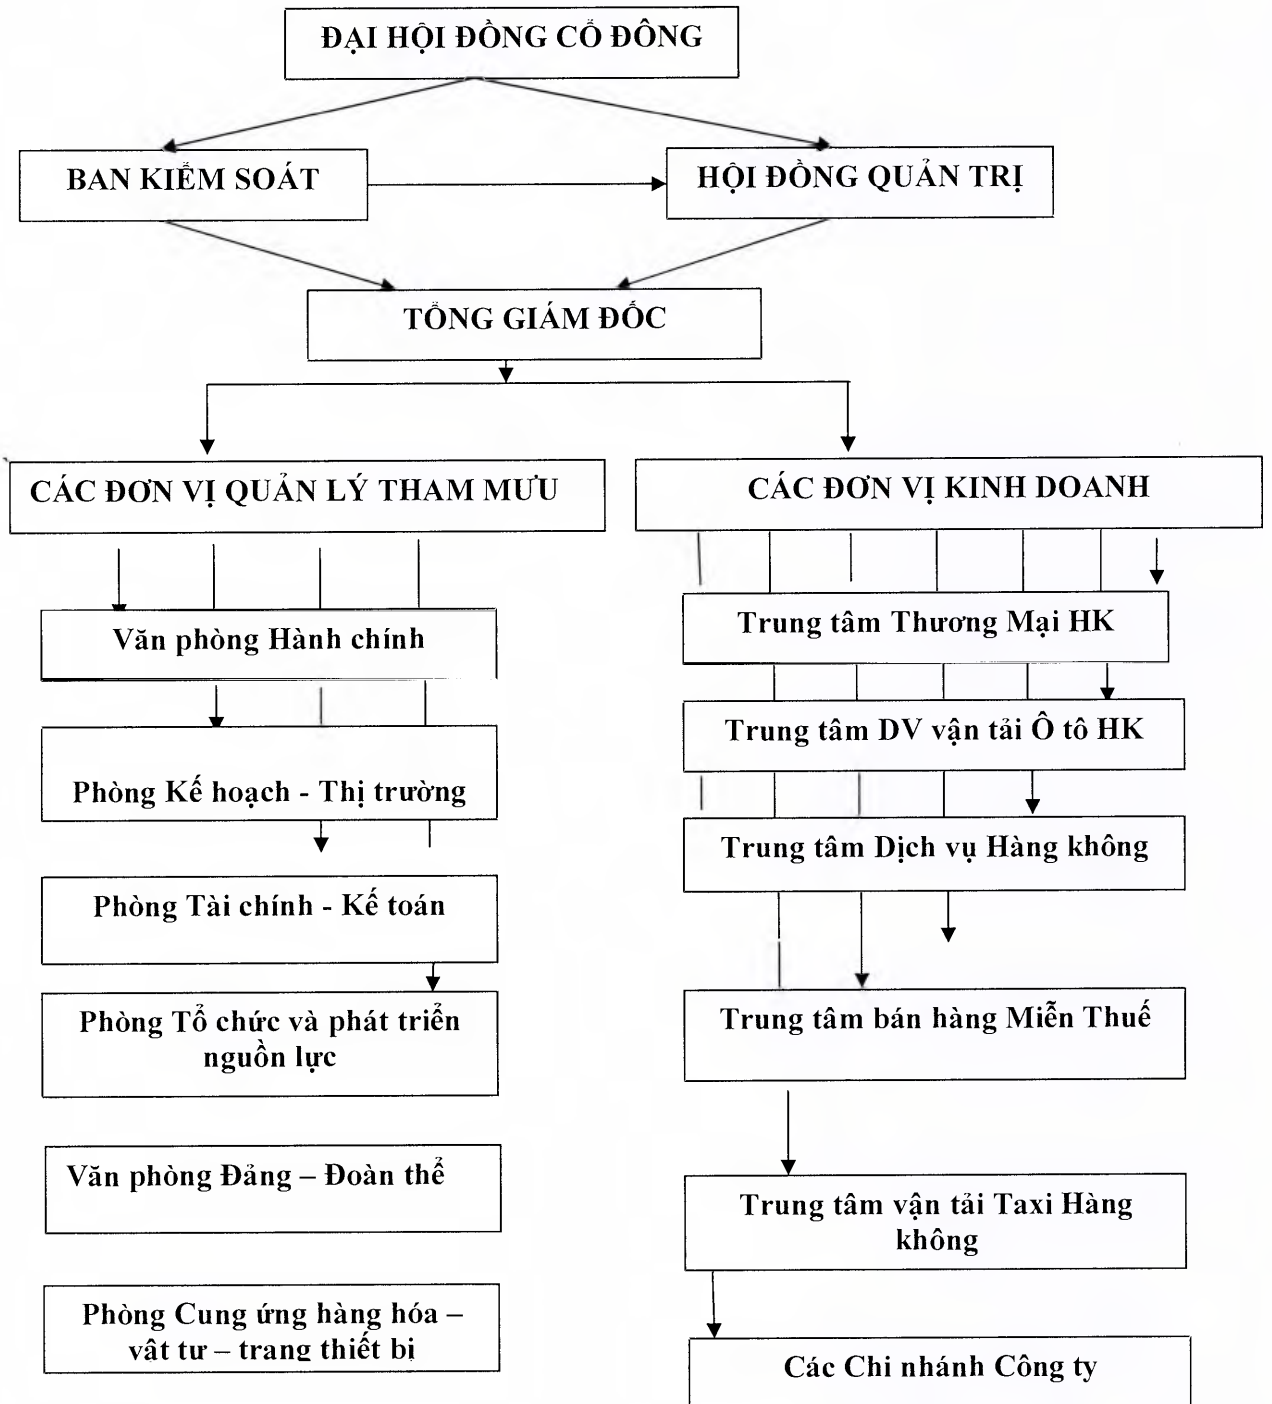 ĐẠI HỘI ĐỒNG CỔ ĐÔNG
BAN KIỂM SOÁT
HỘI ĐỒNG QUẢN TRỊ
TỔNG GIÁM ĐỐC
CÁC ĐƠN VỊ QUẢN LÝ THAM MƯU
Văn phòng Hành chính
Phòng Kế hoạch - Thị trường
Phòng Tài chính - Kế toán
Phòng Tổ chức và phát triển
nguồn lực
Văn phòng Đảng – Đoàn thể
Phòng Cung ứng hàng hóa –
vật tư – trang thiết bị
CÁC ĐƠN VỊ KINH DOANH
Trung tâm Thương Mại HK
Trung tâm DV vận tải Ô tô HK
Trung tâm Dịch vụ Hàng không
Trung tâm bán hàng Miễn Thuế
Trung tâm vận tải Taxi Hàng
không
Các Chi nhánh Công ty